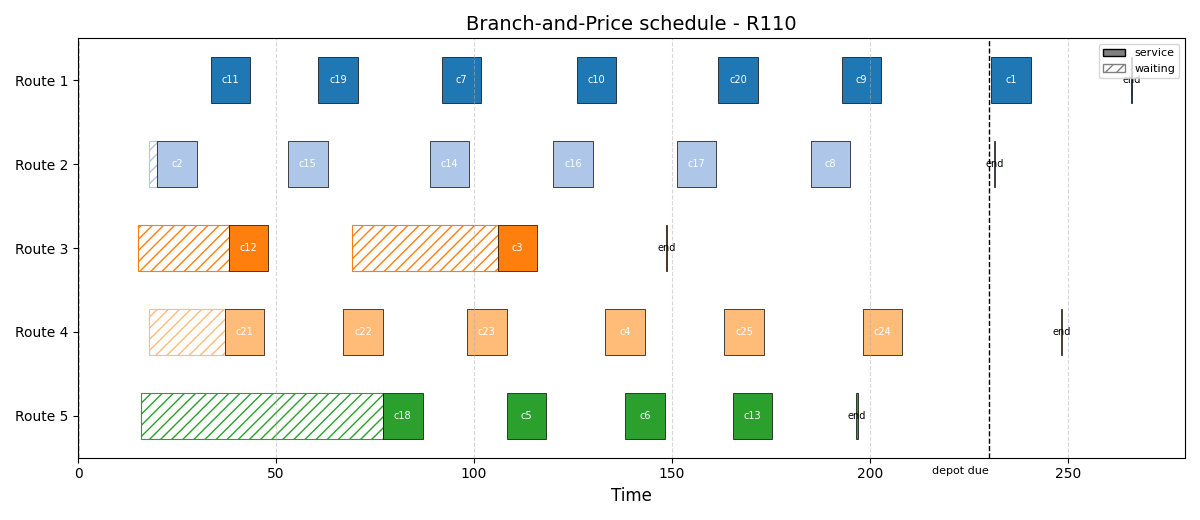 Branch-and-Price schedule - R110
service
waiting
Route 1
c11
c19
c7
c10
c20
c9
c1
end
Route 2
c2
c15
c14
c16
c17
c8
end
Route 3
c12
c3
end
Route 4
c21
c22
c23
c4
c25
c24
end
Route 5
c18
c5
c6
c13
end
0
50
100
150
200
250
depot due
Time